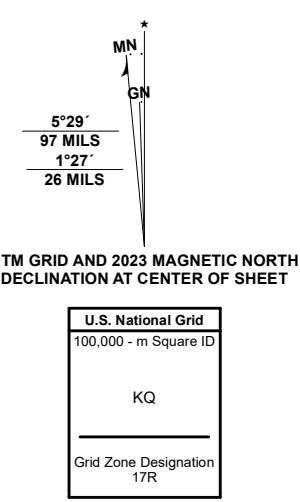 ★
MN
GN
5°29´
97 MILS
1°27´
26 MILS
TM GRID AND 2023 MAGNETIC NORTH
DECLINATION AT CENTER OF SHEET
U.S. National Grid
100,000 - m Square ID
KQ
Grid Zone Designation
17R